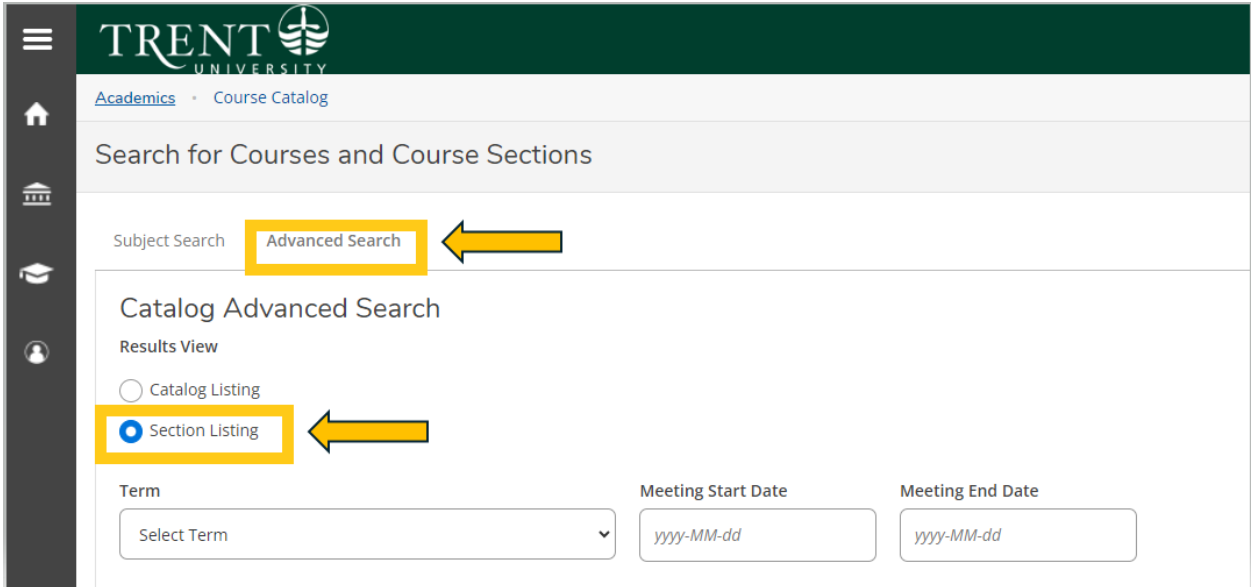 TRENT
UNIVERSITY
Academics · Course Catalog
Search for Courses and Course Sections
Subject Search Advanced Search
Catalog Advanced Search
Results View
Catalog Listing
Section Listing
Term Meeting Start Date Meeting End Date
Select Term yyyy-MM-dd yyyy-MM-dd